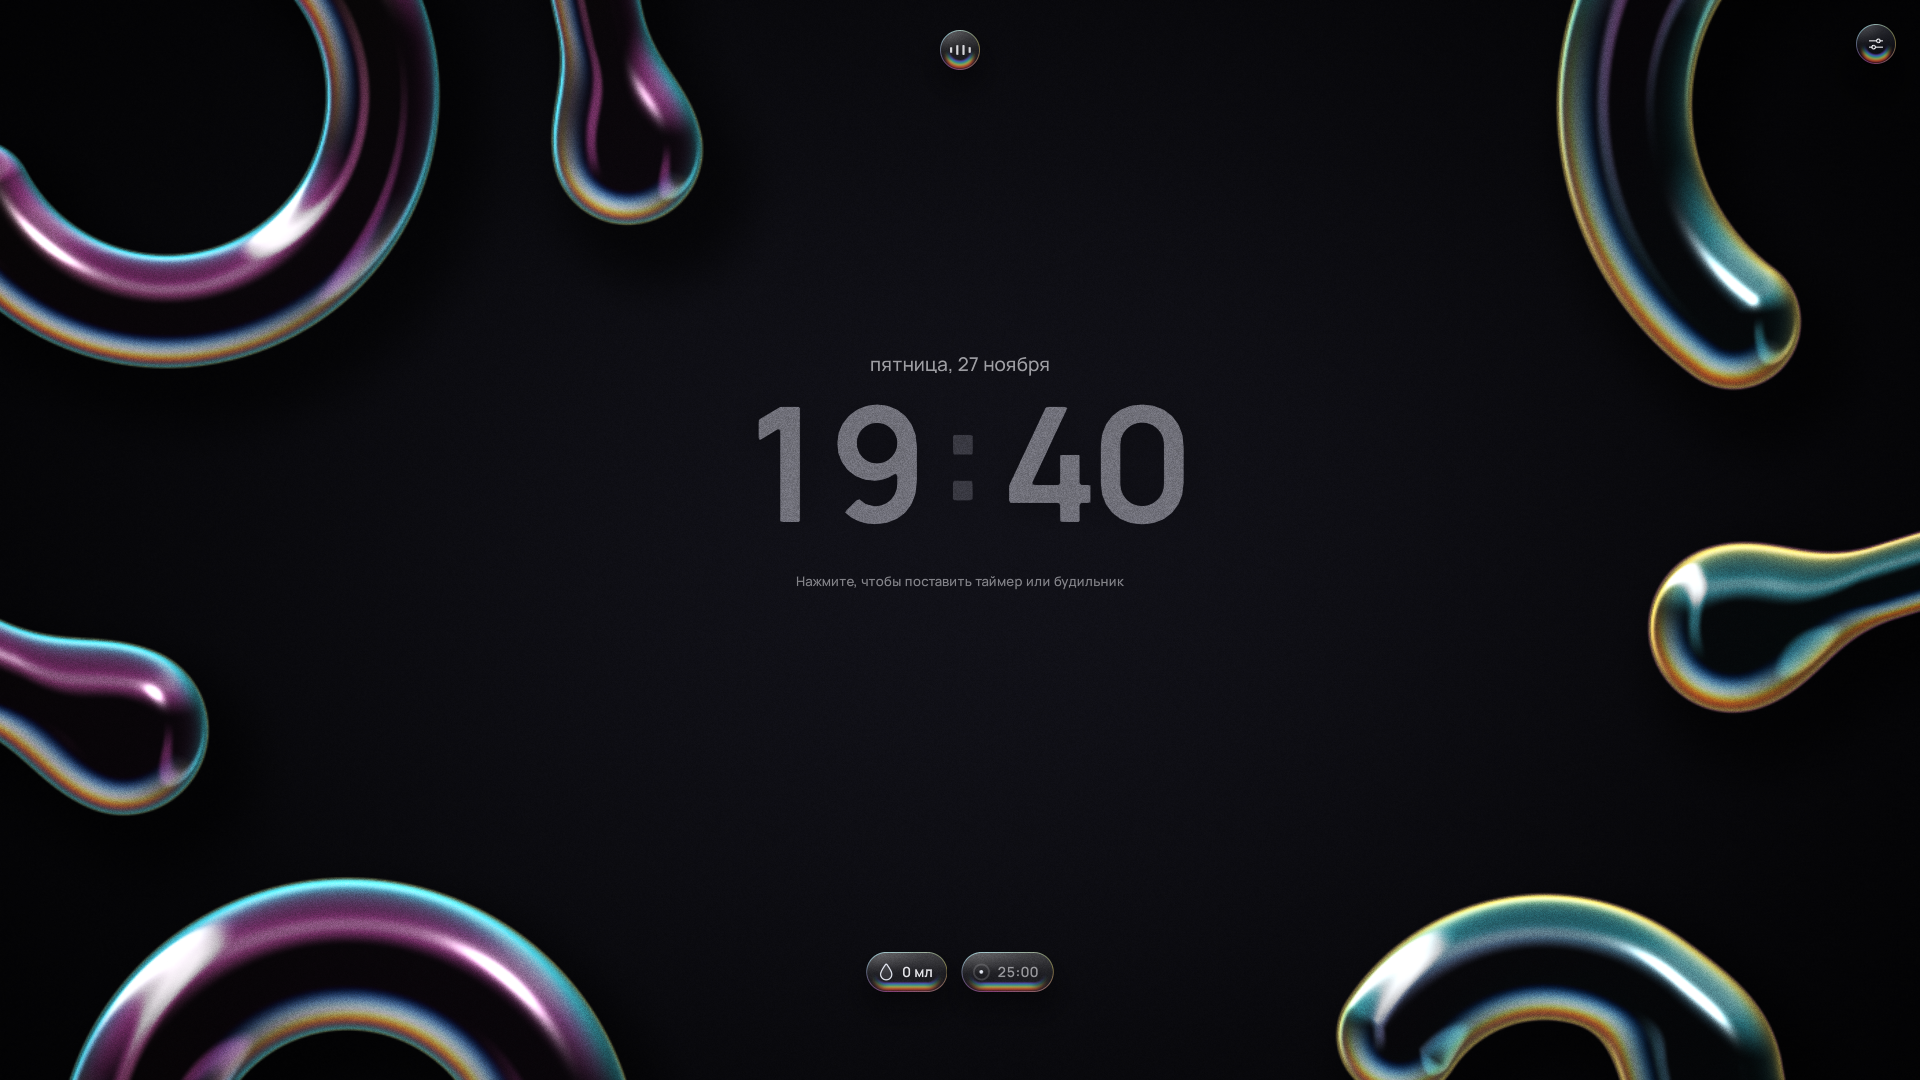 пятница, 27 ноября
19:40
Нажмите, чтобы поставить таймер или будильник
0 мл
25:00